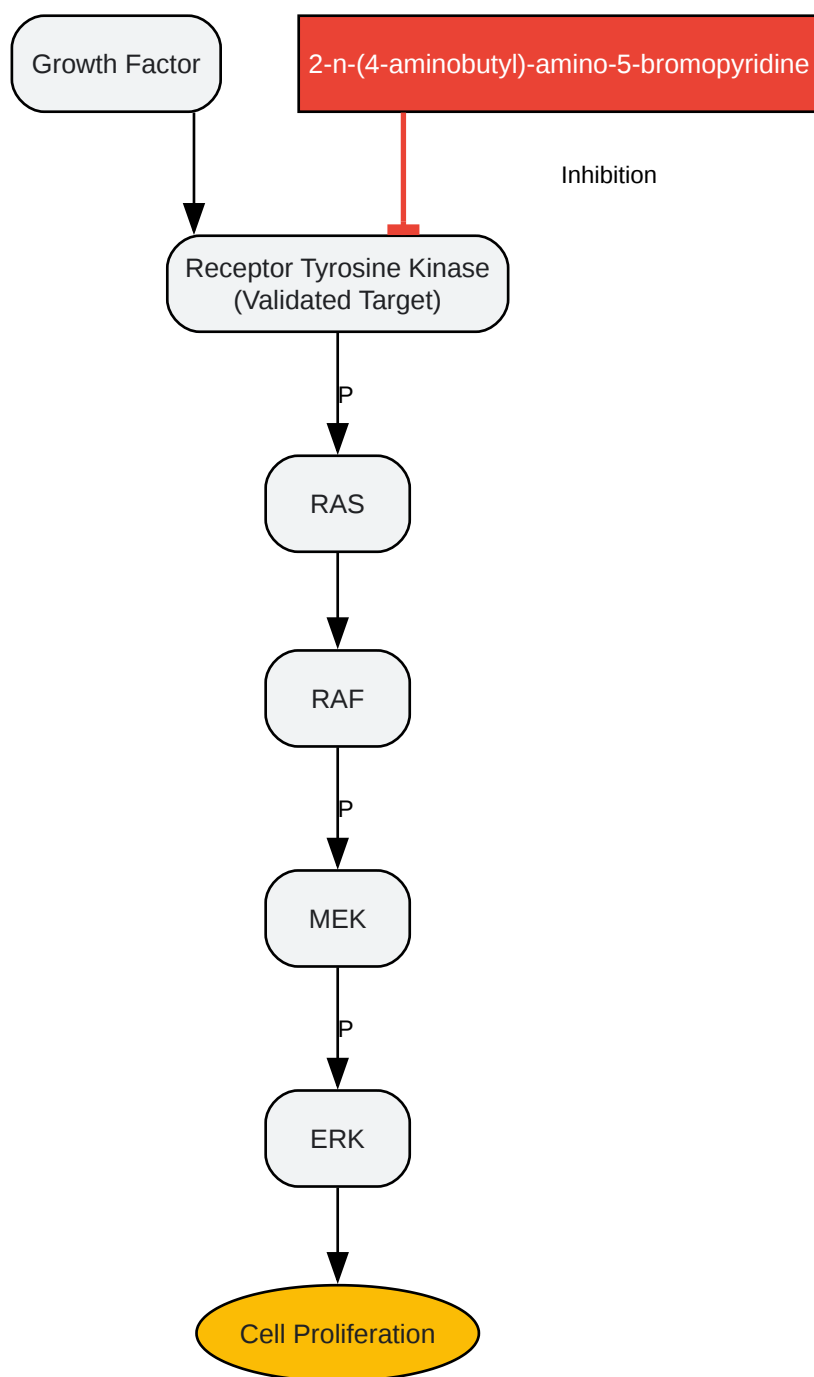 Growth Factor
2-n-(4-aminobutyl)-amino-5-bromopyridine
Inhibition
Receptor Tyrosine Kinase
(Validated Target)
P
RAS
RAF
P
MEK
P
ERK
Cell Proliferation